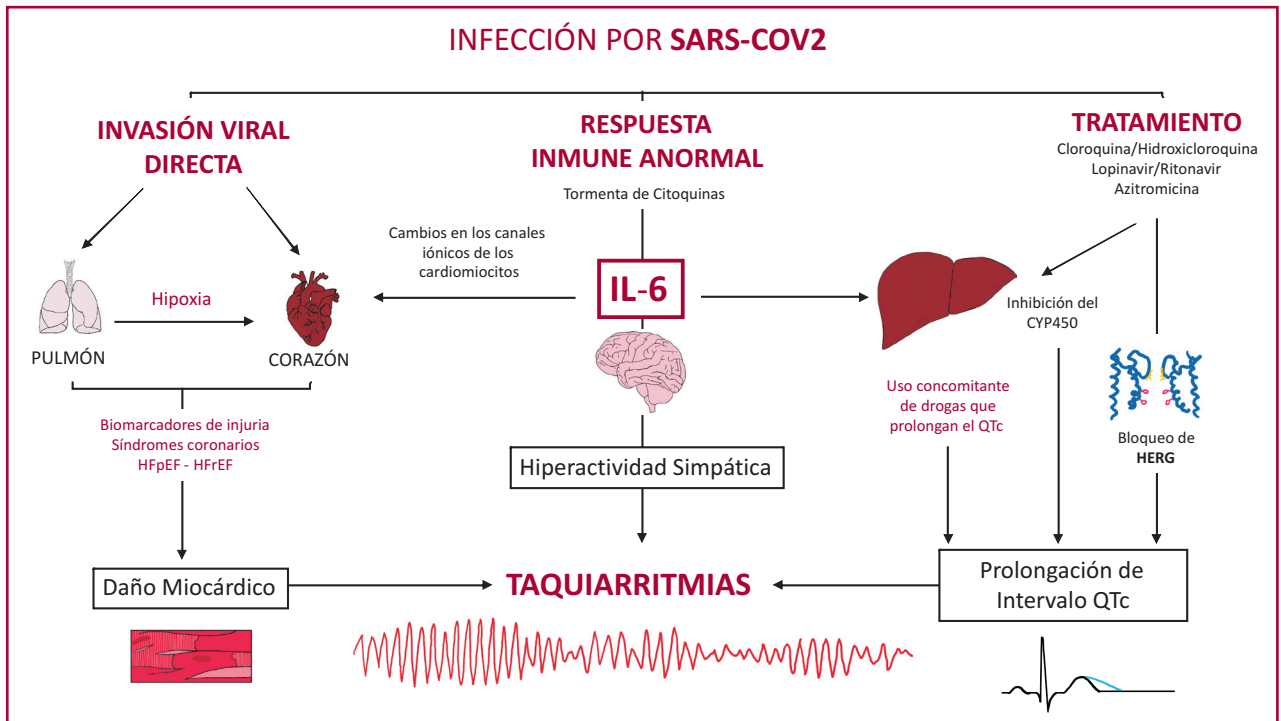 INFECCIÓN POR SARS-COV2
INVASIÓN VIRAL
DIRECTA
RESPUESTA
INMUNE ANORMAL
Tormenta de Citoquinas
TRATAMIENTO
Cloroquina/Hidroxicloroquina
Lopinavir/Ritonavir
Azitromicina
Cambios en los canales
iónicos de los
cardiomiocitos
IL-6
Hipoxia
PULMÓN
CORAZÓN
Inhibición del
CYP450
Biomarcadores de injuria
Síndromes coronarios
HFpEF - HFrEF
Uso concomitante
de drogas que
prolongan el QTc
Bloqueo de
HERG
Hiperactividad Simpática
Daño Miocárdico
TAQUIARRITMIAS
Prolongación de
Intervalo QTc